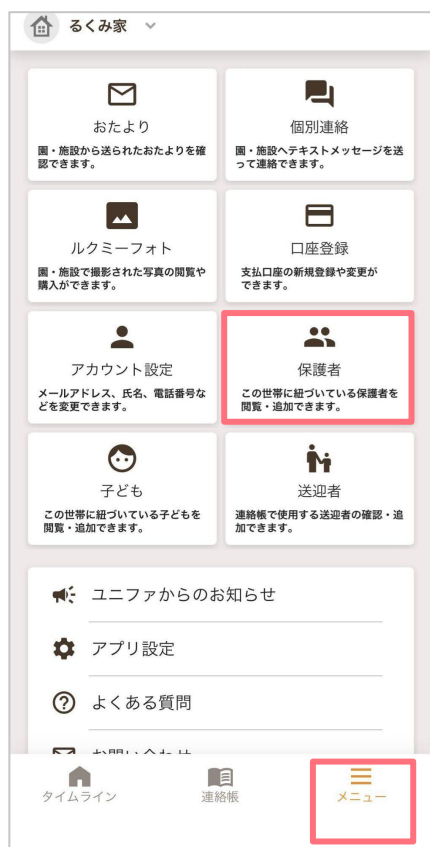 るくみ家
おたより
園・施設から送られたおたよりを確
認できます。
個別連絡
園・施設へテキストメッセージを送
って連絡できます。
ルクミーフォト
園・施設で撮影された写真の閲覧や
購入ができます。
口座登録
支払口座の新規登録や変更が
できます。
アカウント設定
メールアドレス、氏名、電話番号な
どを変更できます。
保護者
この世帯に紐づいている保護者を
閲覧・追加できます。
子ども
この世帯に紐づいている子どもを
閲覧・追加できます。
送迎者
連絡帳で使用する送迎者の確認・追
加できます。
ユニファからのお知らせ
アプリ設定
よくある質問
お問い合わせ
タイムライン
連絡帳
メニュー